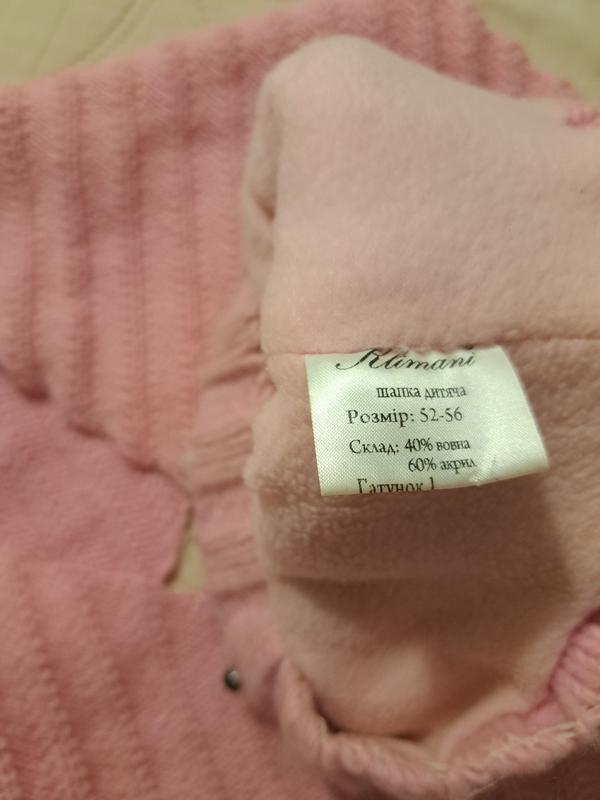 Klimani
шапка дитяча
Розмір: 52-56
Склад: 40% вовна
60% акрил
Гатунок 1